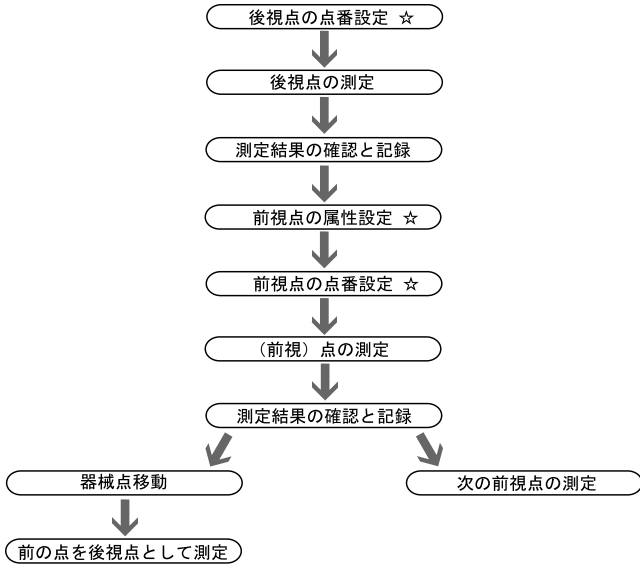 後視点の点番設定 ☆
後視点の測定
測定結果の確認と記録
前視点の属性設定 ☆
前視点の点番設定 ☆
（前視）点の測定
測定結果の確認と記録
器械点移動
次の前視点の測定
前の点を後視点として測定